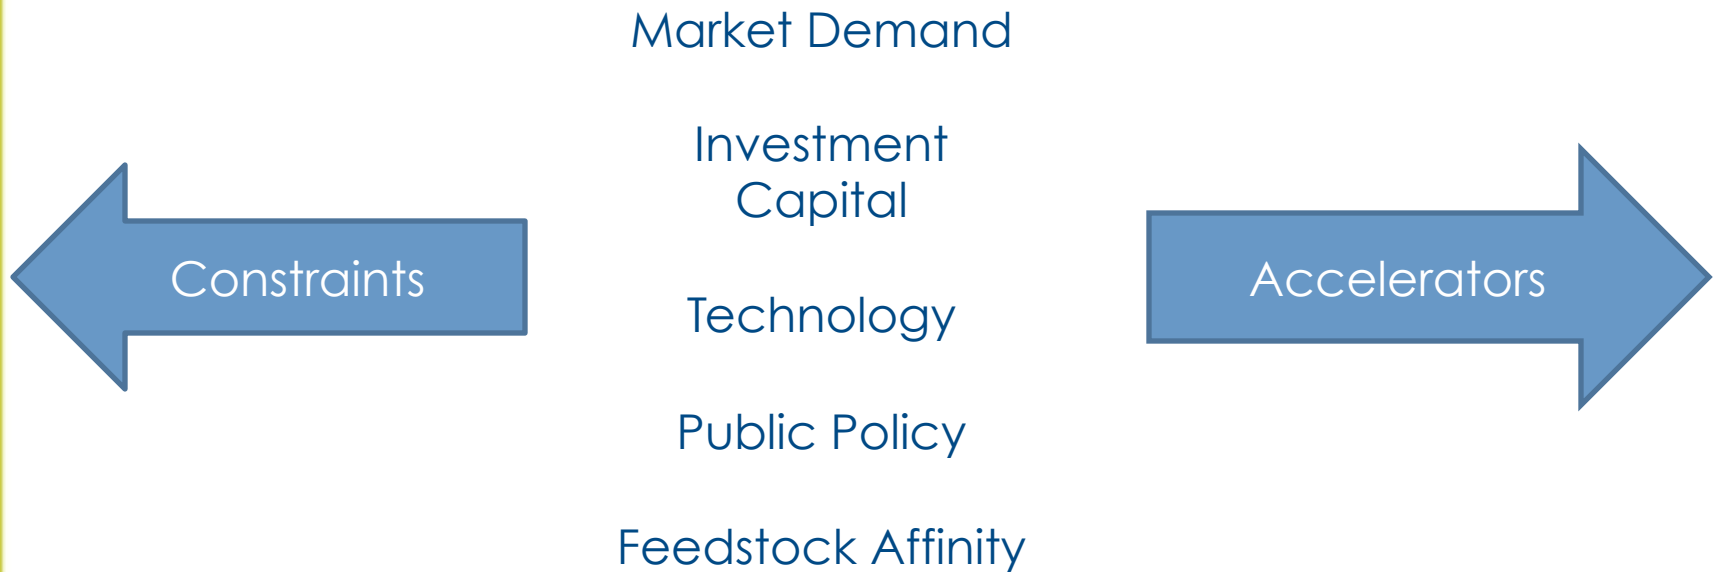 Market Demand
Investment
Capital
Constraints
Accelerators
Technology
Public Policy
Feedstock Affinity